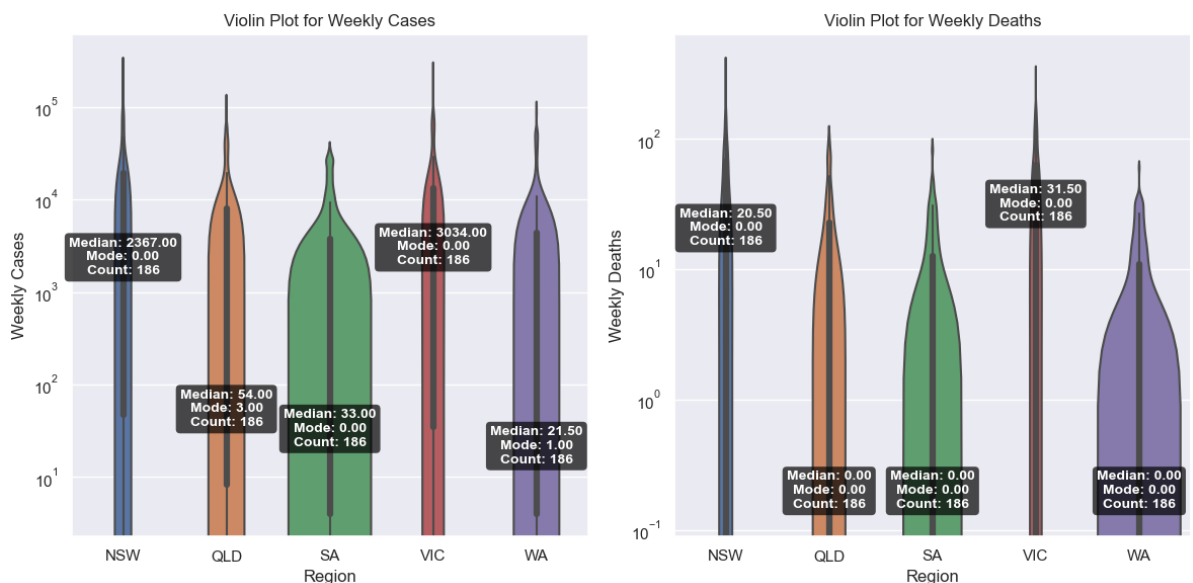 Violin Plot for Weekly Cases
Weekly Cases
10^5
10^4
10^3
10^2
10^1
Median: 2367.00
Mode: 0.00
Count: 186
Median: 54.00
Mode: 3.00
Count: 186
Median: 33.00
Mode: 0.00
Count: 186
Median: 3034.00
Mode: 0.00
Count: 186
Median: 21.50
Mode: 1.00
Count: 186
NSW
QLD
SA
VIC
WA
Region
Violin Plot for Weekly Deaths
Weekly Deaths
10^2
10^1
10^0
10^−1
Median: 20.50
Mode: 0.00
Count: 186
Median: 0.00
Mode: 0.00
Count: 186
Median: 0.00
Mode: 0.00
Count: 186
Median: 31.50
Mode: 0.00
Count: 186
Median: 0.00
Mode: 0.00
Count: 186
NSW
QLD
SA
VIC
WA
Region